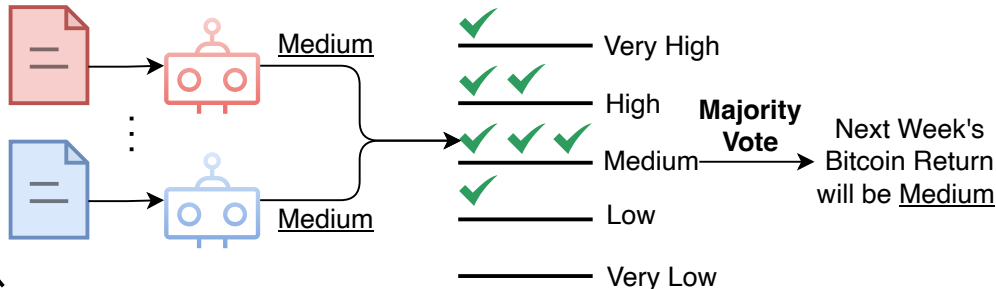 Medium
Medium
Very High
High
Medium
Low
Very Low
Majority
Vote
Next Week's
Bitcoin Return
will be Medium